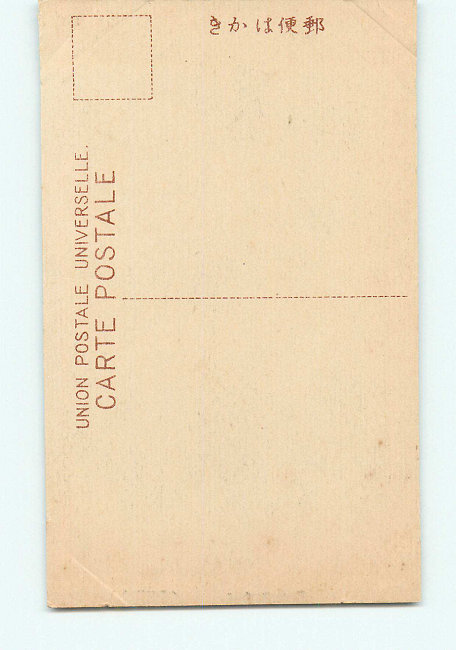 郵便はかき
UNION POSTALE UNIVERSELLE.
CARTE POSTALE